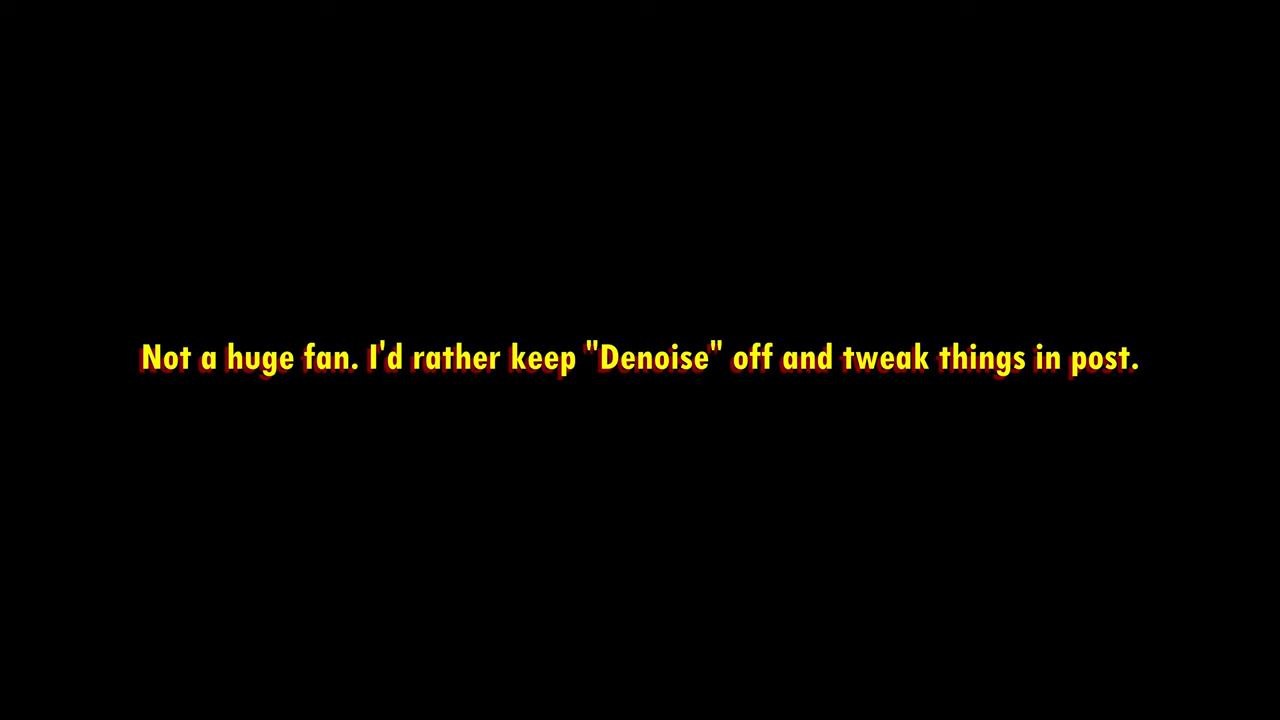 Not a huge fan. I'd rather keep "Denoise" off and tweak things in post.